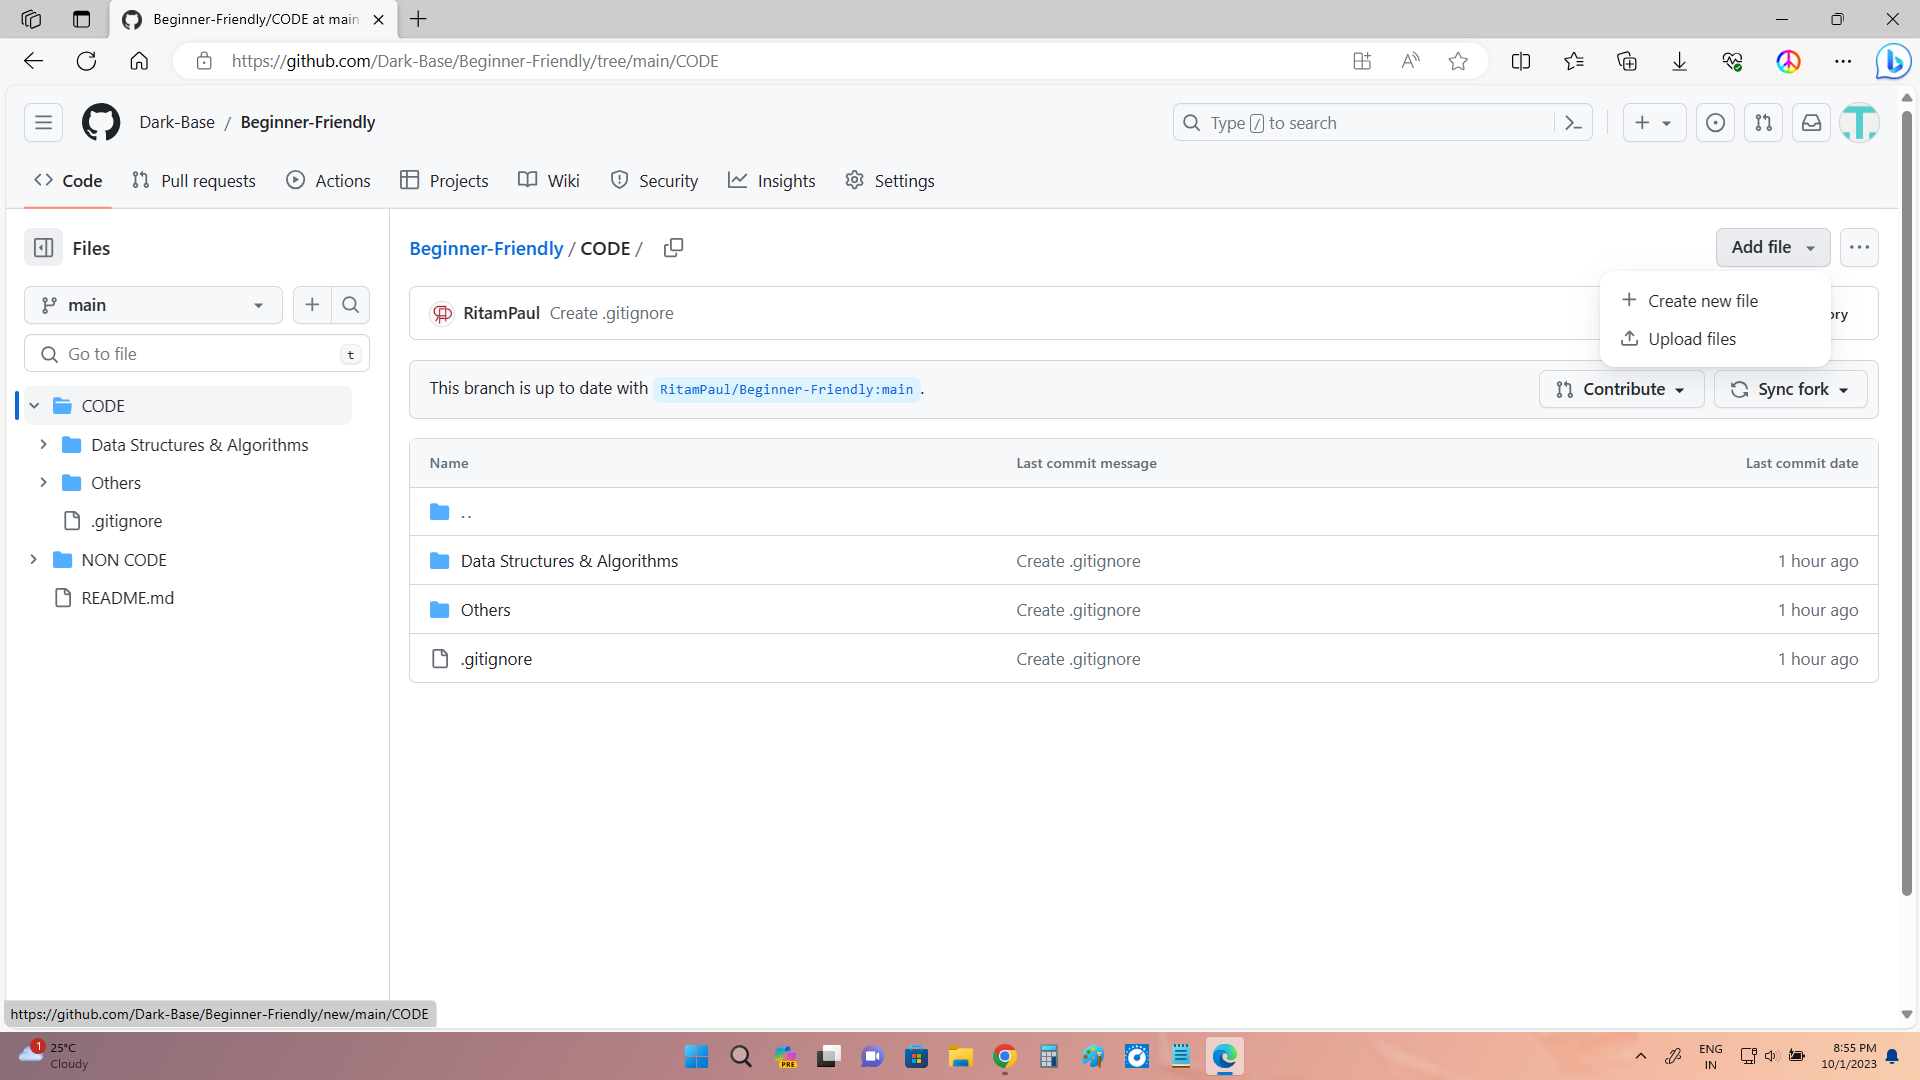 Beginner-Friendly/CODE at main
https://github.com/Dark-Base/Beginner-Friendly/tree/main/CODE
Dark-Base / Beginner-Friendly
Type / to search
Code Pull requests Actions Projects Wiki Security Insights Settings
Files
Beginner-Friendly / CODE /
Add file
main
Create new file
Upload files
RitamPaul Create .gitignore
ory
Go to file t
This branch is up to date with RitamPaul/Beginner-Friendly:main .
Contribute Sync fork
CODE
Data Structures & Algorithms
Others
.gitignore
NON CODE
README.md
Name Last commit message Last commit date
..
Data Structures & Algorithms Create .gitignore 1 hour ago
Others Create .gitignore 1 hour ago
.gitignore Create .gitignore 1 hour ago
https://github.com/Dark-Base/Beginner-Friendly/new/main/CODE
1
25°C
Cloudy
PRE
ENG
IN
8:55 PM
10/1/2023